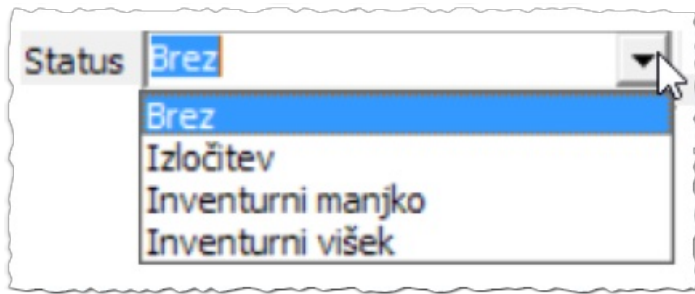 Status Brez
Brez
Izločitev
Inventurni manjko
Inventurni višek